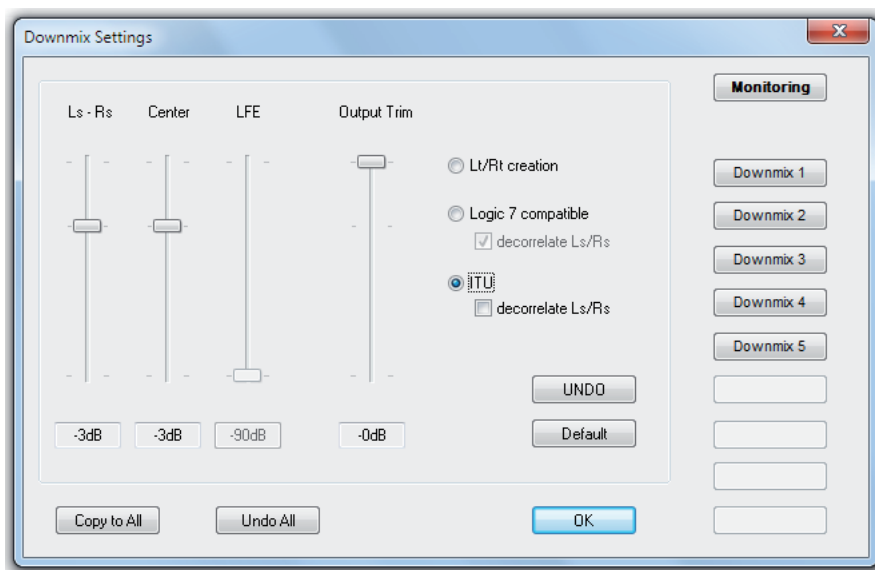 Downmix Settings
Monitoring
Ls - Rs Center LFE Output Trim
Lt/Rt creation
Logic 7 compatible
decorrelate Ls/Rs
ITU
decorrelate Ls/Rs
Downmix 1
Downmix 2
Downmix 3
Downmix 4
Downmix 5
UNDO
-3dB -3dB -90dB -0dB
Default
Copy to All Undo All OK